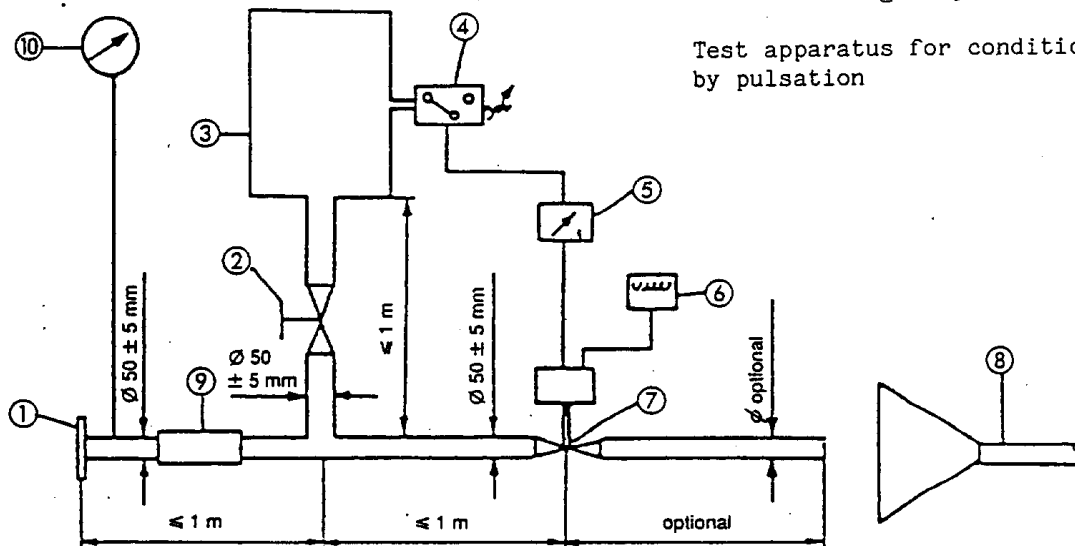 Test apparatus for conditio
by pulsation
10
4
3
5
2
6
Ø 50 ± 5 mm
Ø 50
± 5 mm
≤ 1 m
Ø 50 ± 5 mm
Ø optional
9
7
8
1
≤ 1 m
≤ 1 m
optional